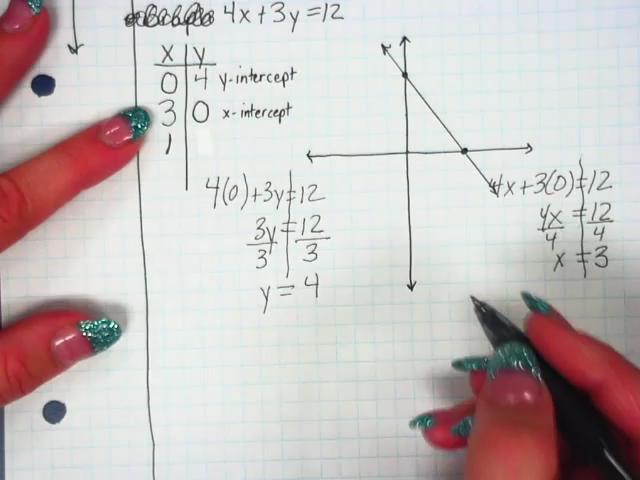 4x+3y=12
x y
0 4 y-intercept
3 0 x-intercept
1
4(0)+3y=12
3y=12
3 3
y=4
4x+3(0)=12
4x=12
4 4
x=3